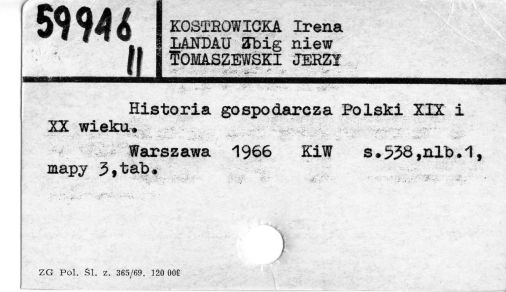 59946
II
KOSTROWICKA Irena
LANDAU Zbig niew
TOMASZEWSKI JERZY
Historia gospodarcza Polski XIX i
XX wieku.
Warszawa 1966 KiW s.538,nlb.1,
mapy 3,tab.
ZG Pol. Śl. z. 365/69. 120 000